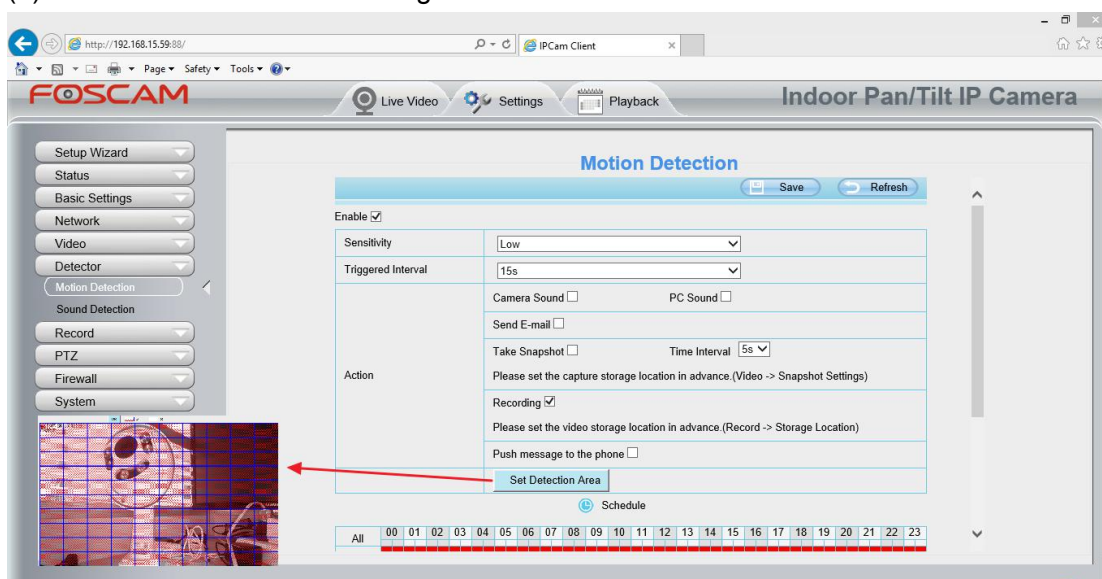 http://192.168.15.59:88/
IPCam Client
Page Safety Tools
FOSCAM
Live Video
Settings
Playback
Indoor Pan/Tilt IP Camera
Setup Wizard
Status
Basic Settings
Network
Video
Detector
Motion Detection
Sound Detection
Record
PTZ
Firewall
System
Motion Detection
Save
Refresh
Enable
Sensitivity
Low
Triggered Interval
15s
Action
Camera Sound
PC Sound
Send E-mail
Take Snapshot
Time Interval
5s
Please set the capture storage location in advance.(Video -> Snapshot Settings)
Recording
Please set the video storage location in advance.(Record -> Storage Location)
Push message to the phone
Set Detection Area
Schedule
All
00 01 02 03 04 05 06 07 08 09 10 11 12 13 14 15 16 17 18 19 20 21 22 23